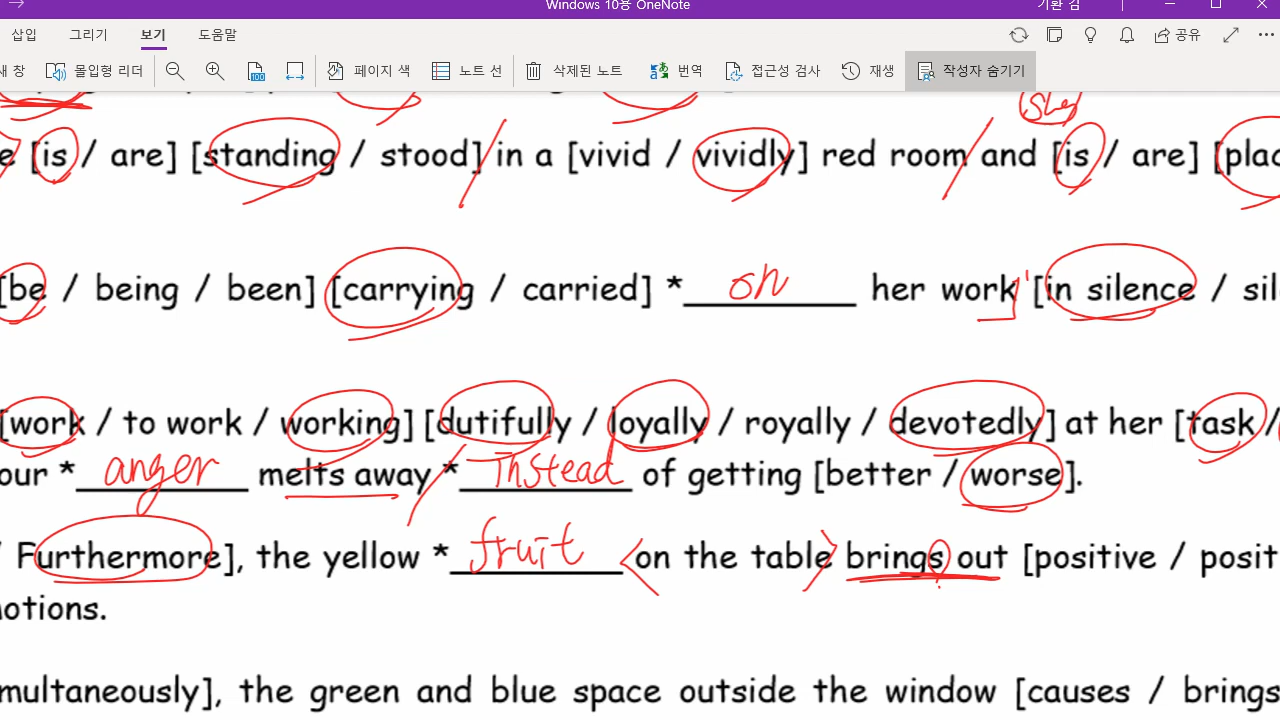 Windows 10용 OneNote 기환 김
삽입 그리기 보기 도움말 공유
새 창 몰입형 리더 100 페이지 색 노트 선 삭제된 노트 번역 접근성 검사 재생 작성자 숨기기
she
e [is / are] [standing / stood] in a [vivid / vividly] red room and [is / are] [plac
[be / being / been] [carrying / carried] * on her work [in silence / sil
[work / to work / working] [dutifully / loyally / royally / devotedly] at her [task /
our * anger melts away * Instead of getting [better / worse].
/ Furthermore], the yellow * fruit on the table brings out [positive / posit
notions.
multaneously], the green and blue space outside the window [causes / brings